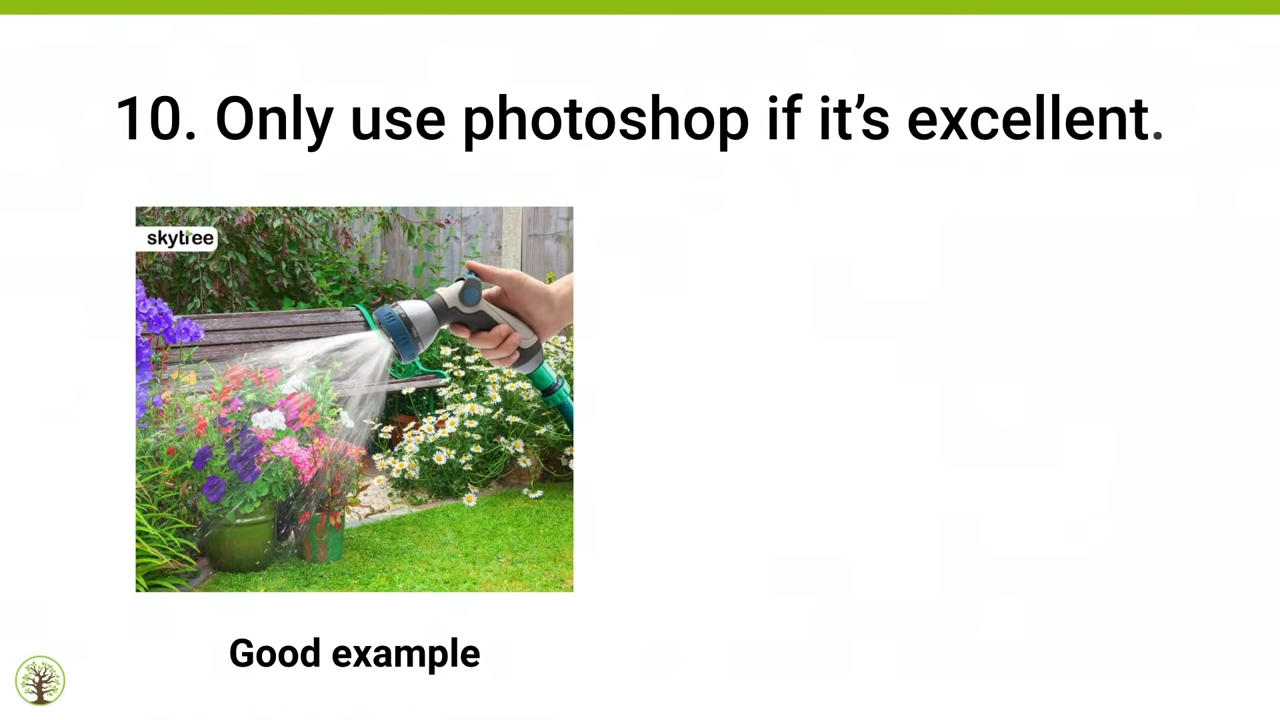 10. Only use photoshop if it’s excellent.
skytree
Good example